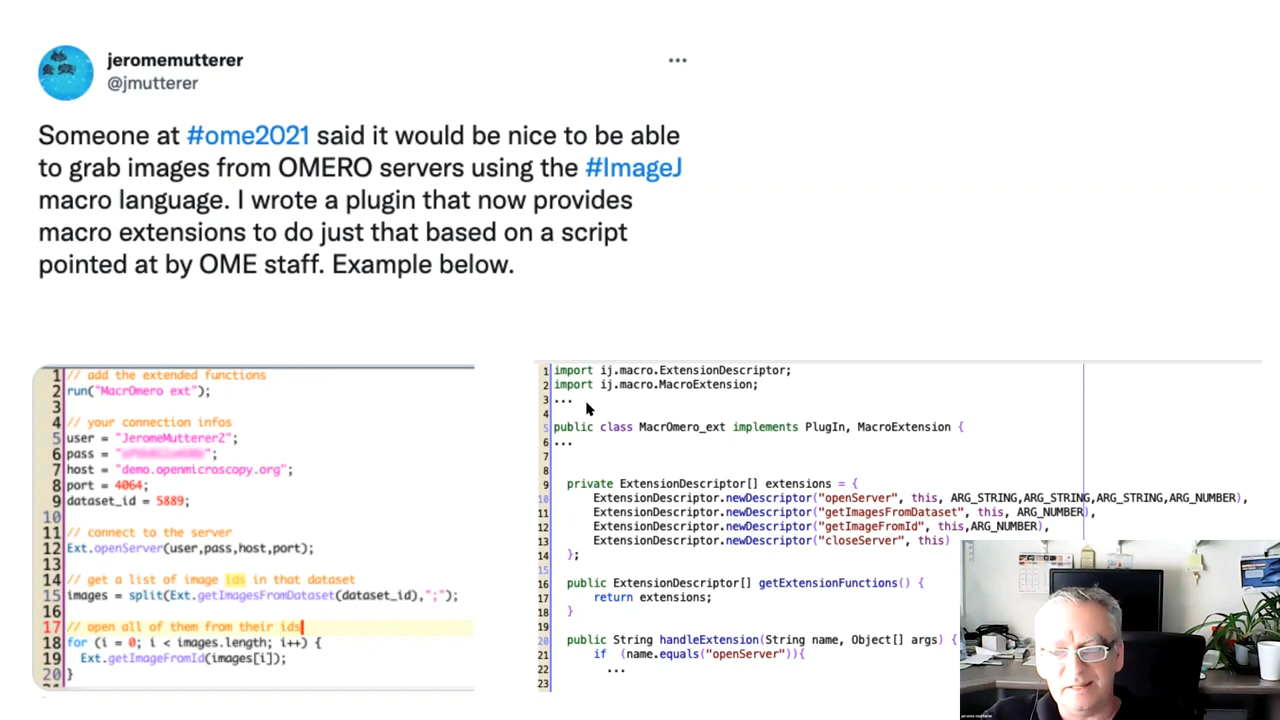 jeromemutterer
@jmutterer
Someone at #ome2021 said it would be nice to be able
to grab images from OMERO servers using the #ImageJ
macro language. I wrote a plugin that now provides
macro extensions to do just that based on a script
pointed at by OME staff. Example below.
1 // add the extended functions
2 run("MacrOmero ext");
3
4 // your connection infos
5 user = "JeromeMutterer2";
6 pass = "
7 host = "demo.openmicroscopy.org";
8 port = 4064;
9 dataset_id = 5889;
10
11 // connect to the server
12 Ext.openServer(user,pass,host,port);
13
14 // get a list of image ids in that dataset
15 images = split(Ext.getImagesFromDataset(dataset_id),";");
16
17 // open all of them from their ids
18 for (i = 0; i < images.length; i++) {
19 Ext.getImageFromId(images[i]);
20 }
1 import ij.macro.ExtensionDescriptor;
2 import ij.macro.MacroExtension;
3 ...
4
5 public class MacrOmero_ext implements PlugIn, MacroExtension {
6 ...
7
8
9 private ExtensionDescriptor[] extensions = {
10 ExtensionDescriptor.newDescriptor("openServer", this, ARG_STRING,ARG_STRING,ARG_STRING,ARG_NUMBER),
11 ExtensionDescriptor.newDescriptor("getImagesFromDataset", this, ARG_NUMBER),
12 ExtensionDescriptor.newDescriptor("getImageFromId", this,ARG_NUMBER),
13 ExtensionDescriptor.newDescriptor("closeServer", this)
14 };
15
16 public ExtensionDescriptor[] getExtensionFunctions() {
17 return extensions;
18 }
19
20 public String handleExtension(String name, Object[] args) {
21 if (name.equals("openServer")){
22 ...
23
jerome mutterer